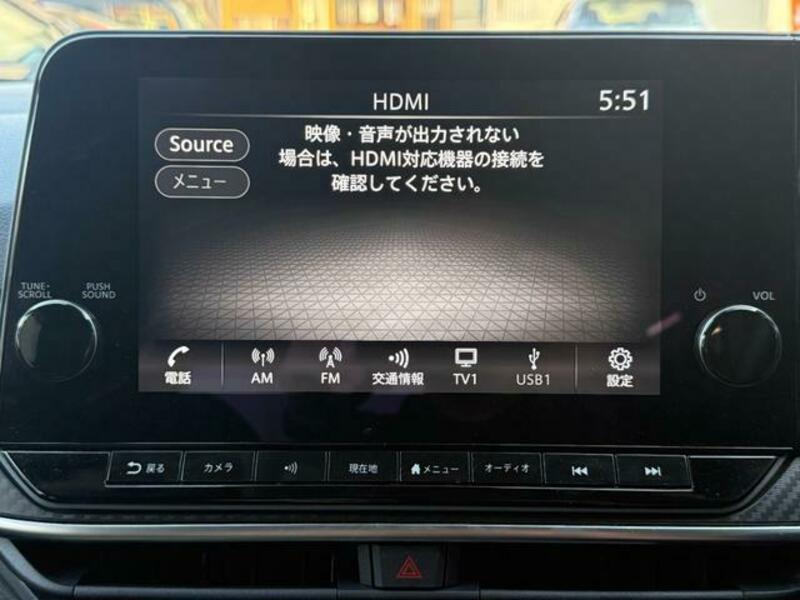 HDMI
5:51
Source
メニュー
映像・音声が出力されない
場合は、HDMI対応機器の接続を
確認してください。
TUNE・
SCROLL
PUSH
SOUND
VOL
電話
AM
FM
交通情報
TV1
USB1
設定
戻る
カメラ
現在地
メニュー
オーディオ